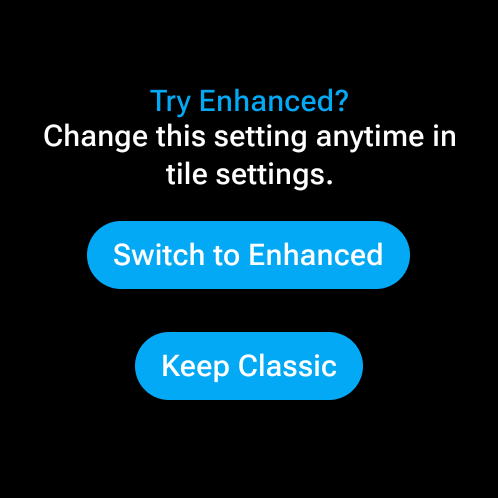 Try Enhanced?
Change this setting anytime in
tile settings.
Switch to Enhanced
Keep Classic